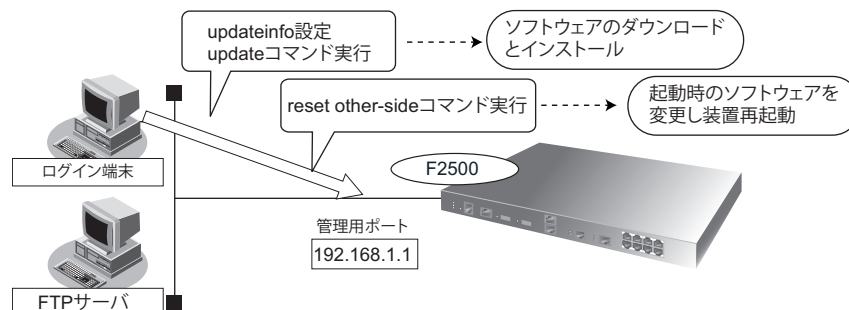 updateinfo設定
updateコマンド実行
ソフトウェアのダウンロード
とインストール
reset other-sideコマンド実行
起動時のソフトウェアを
変更し装置再起動
ログイン端末
F2500
管理用ポート
192.168.1.1
FTPサーバ